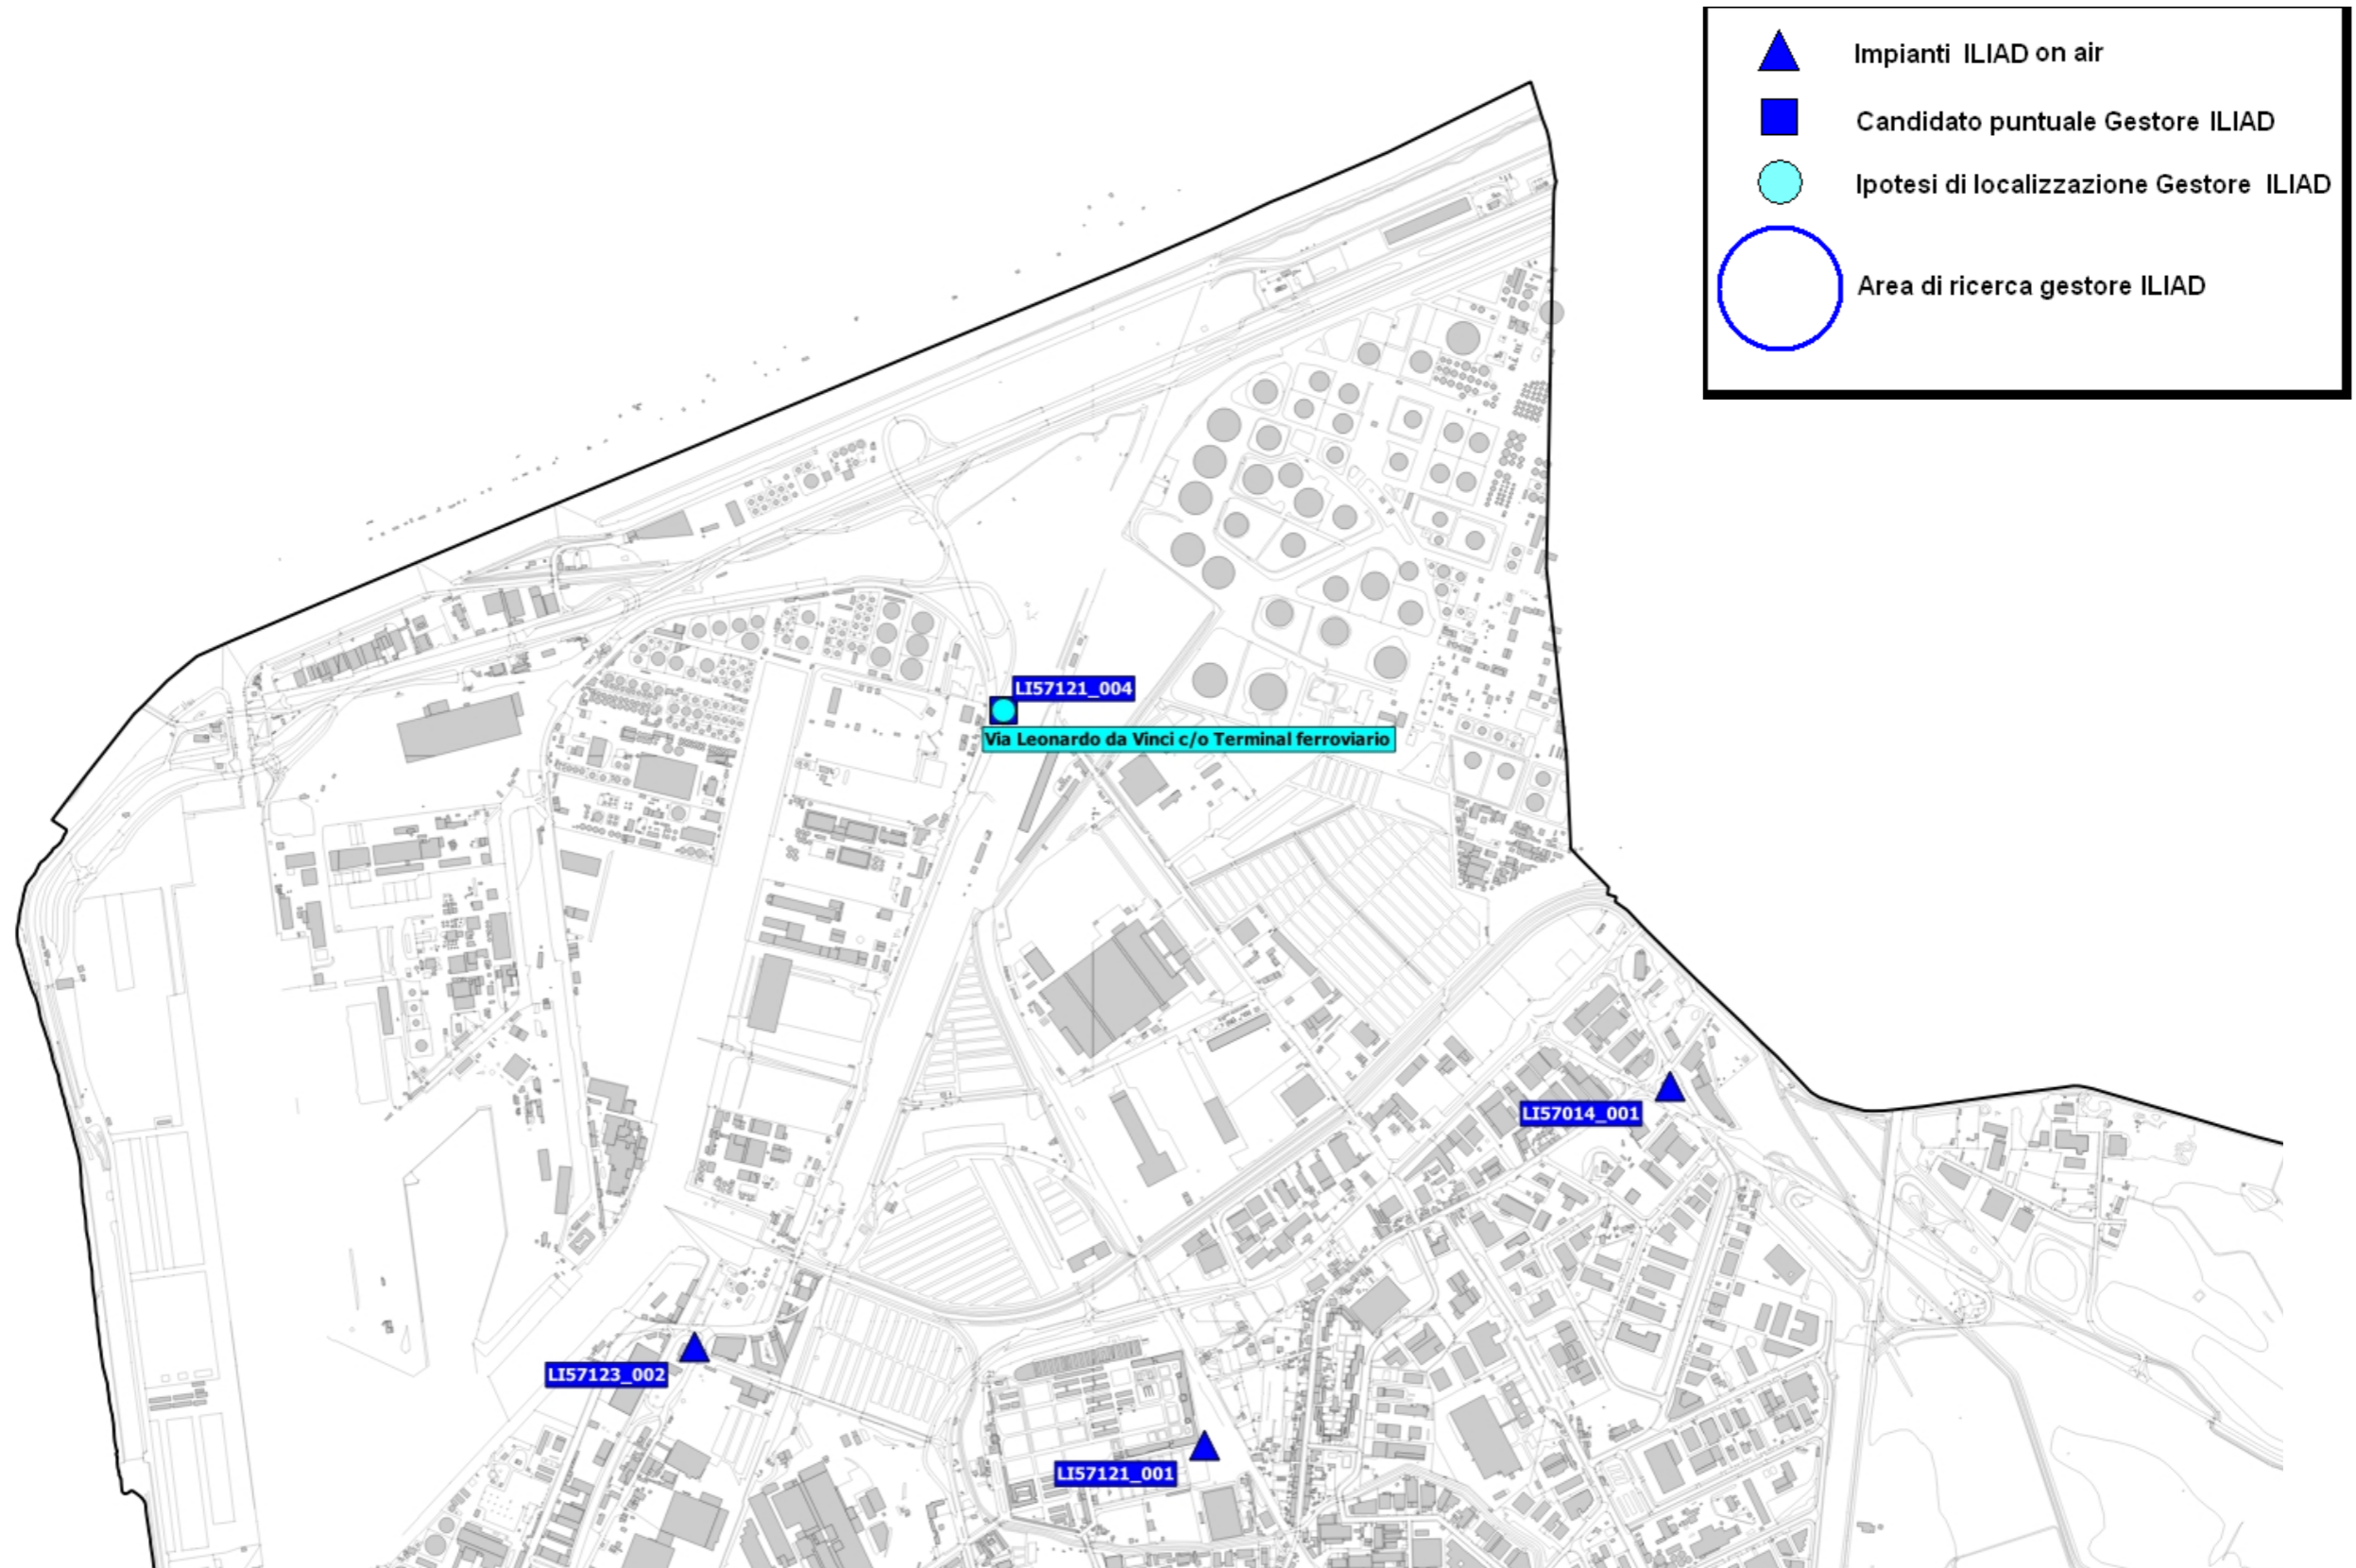 Impianti ILIAD on air
Candidato puntuale Gestore ILIAD
Ipotesi di localizzazione Gestore ILIAD
Area di ricerca gestore ILIAD
LI57121_004
Via Leonardo da Vinci c/o Terminal ferroviario
LI57014_001
LI57123_002
LI57121_001